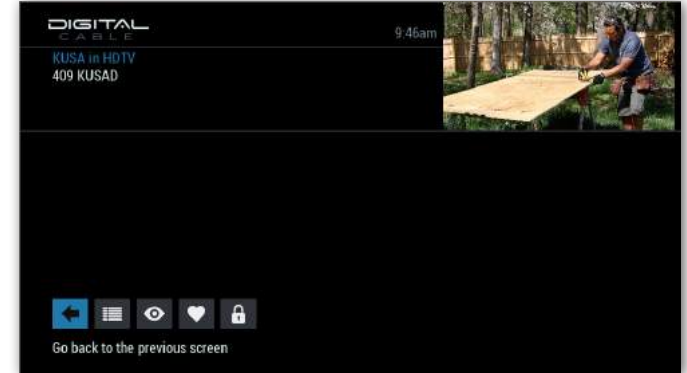 DIGITAL
CABLE
9:46am
KUSA in HDTV
409 KUSAD
Go back to the previous screen